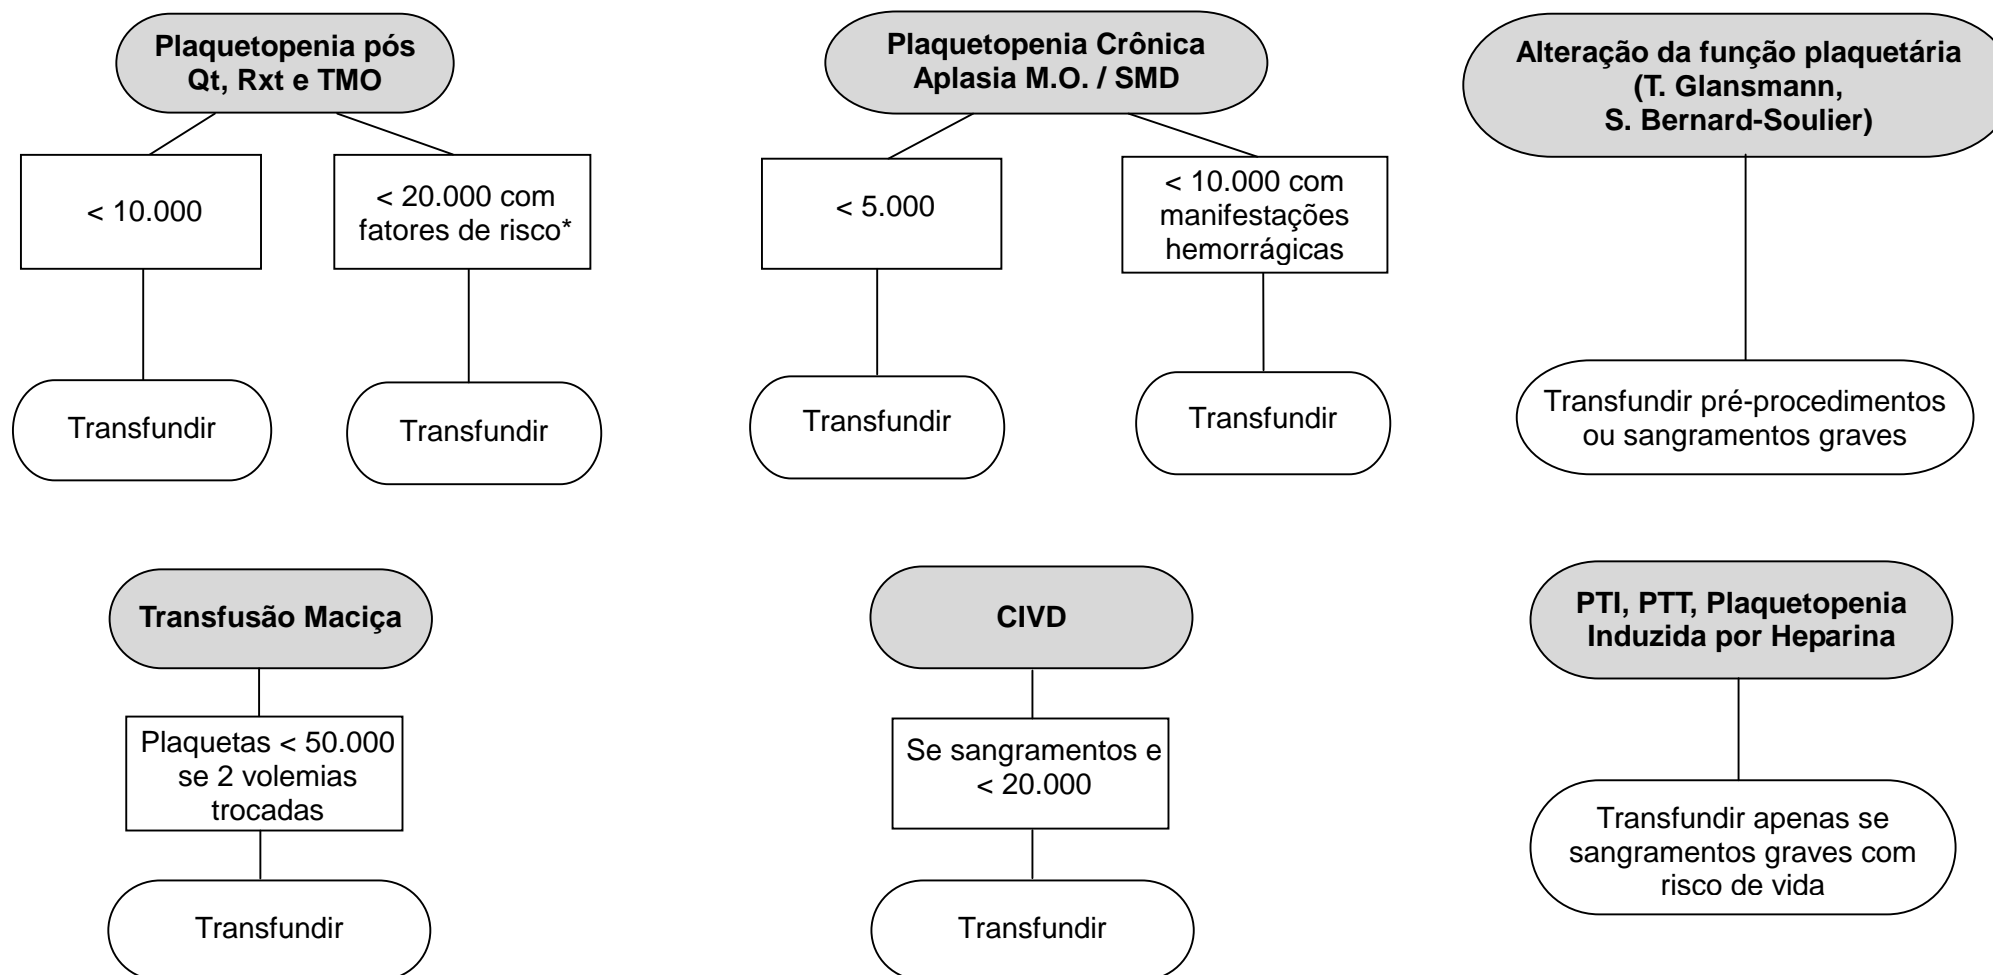 Plaquetopenia pós
Qt, Rxt e TMO
< 10.000
< 20.000 com
fatores de risco*
Transfundir
Transfundir
Plaquetopenia Crônica
Aplasia M.O. / SMD
< 5.000
< 10.000 com
manifestações
hemorrágicas
Transfundir
Transfundir
Alteração da função plaquetária
(T. Glansmann,
S. Bernard-Soulier)
Transfundir pré-procedimentos
ou sangramentos graves
Transfusão Maciça
Plaquetas < 50.000
se 2 volemias
trocadas
Transfundir
CIVD
Se sangramentos e
< 20.000
Transfundir
PTI, PTT, Plaquetopenia
Induzida por Heparina
Transfundir apenas se
sangramentos graves com
risco de vida